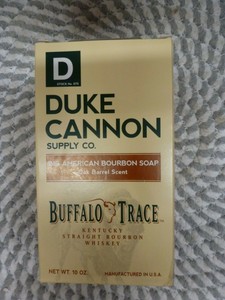 D
DUKE
CANNON
SUPPLY CO.
BIG AMERICAN BOURBON SOAP
Oak Barrel Scent
BUFFALO TRACE
KENTUCKY
STRAIGHT BOURBON
WHISKEY
NET WT. 10 OZ. MANUFACTURED IN U.S.A.